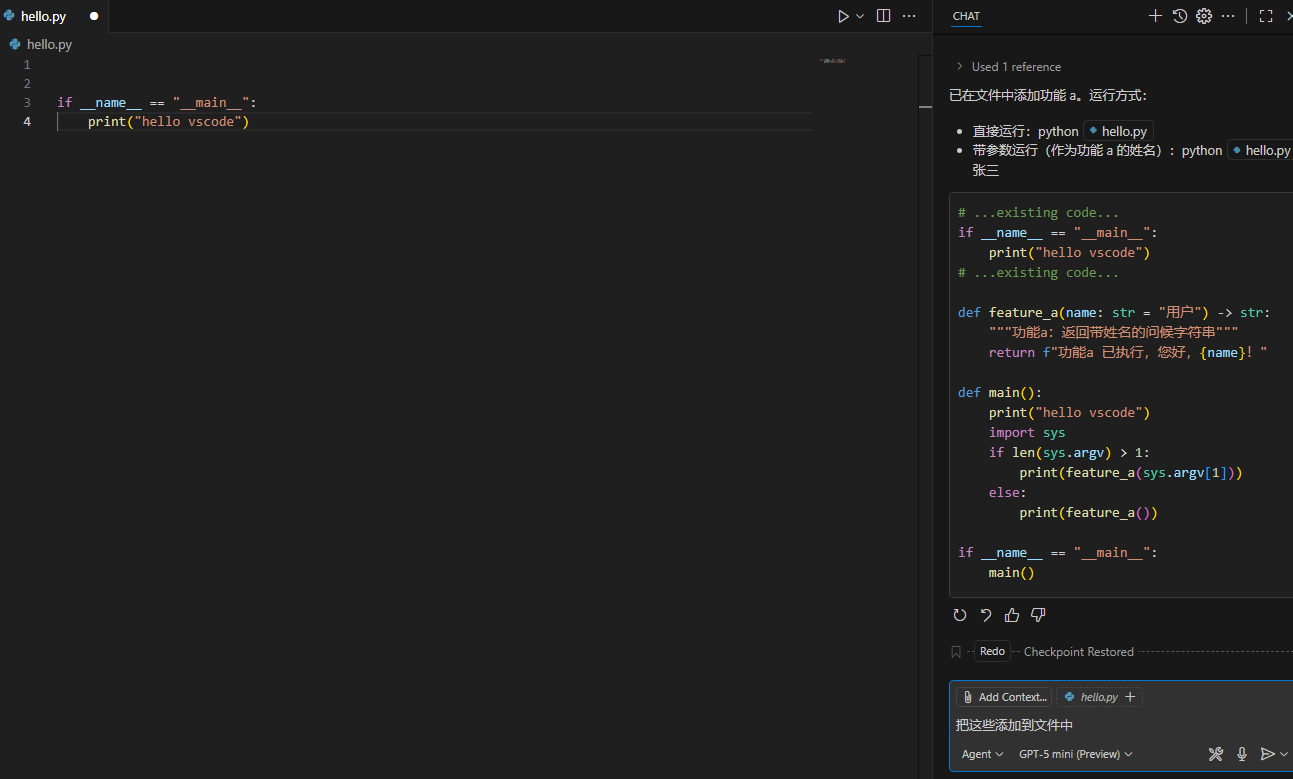 hello.py
hello.py
1
2
3 if __name__ == "__main__":
4     print("hello vscode")
CHAT
Used 1 reference
已在文件中添加功能 a。运行方式：
• 直接运行：python hello.py
• 带参数运行（作为功能 a 的姓名）：python hello.py
张三
# ...existing code...
if __name__ == "__main__":
    print("hello vscode")
# ...existing code...
def feature_a(name: str = "用户") -> str:
    """功能a：返回带姓名的问候字符串"""
    return f"功能a 已执行，您好，{name}！"
def main():
    print("hello vscode")
    import sys
    if len(sys.argv) > 1:
        print(feature_a(sys.argv[1]))
    else:
        print(feature_a())
if __name__ == "__main__":
    main()
Redo Checkpoint Restored
Add Context... hello.py
把这些添加到文件中
Agent GPT-5 mini (Preview)